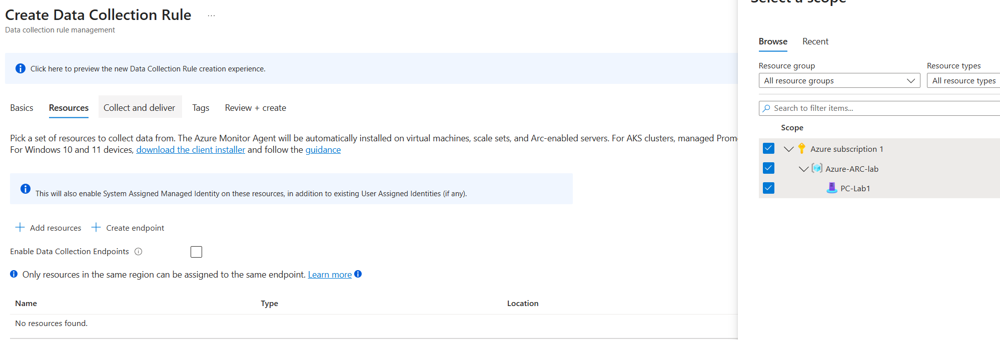 Create Data Collection Rule ...
Data collection rule management
Click here to preview the new Data Collection Rule creation experience.
Basics Resources Collect and deliver Tags Review + create
Pick a set of resources to collect data from. The Azure Monitor Agent will be automatically installed on virtual machines, scale sets, and Arc-enabled servers. For AKS clusters, managed
For Windows 10 and 11 devices, download the client installer and follow the guidance
This will also enable System Assigned Managed Identity on these resources, in addition to existing User Assigned Identities (if any).
+ Add resources + Create endpoint
Enable Data Collection Endpoints
Only resources in the same region can be assigned to the same endpoint. Learn more
Name Type Location
No resources found.
Select a scope
Browse Recent
Resource group Resource types
All resource groups All resource types
Search to filter items...
Scope
Azure subscription 1
Azure-ARC-lab
PC-Lab1